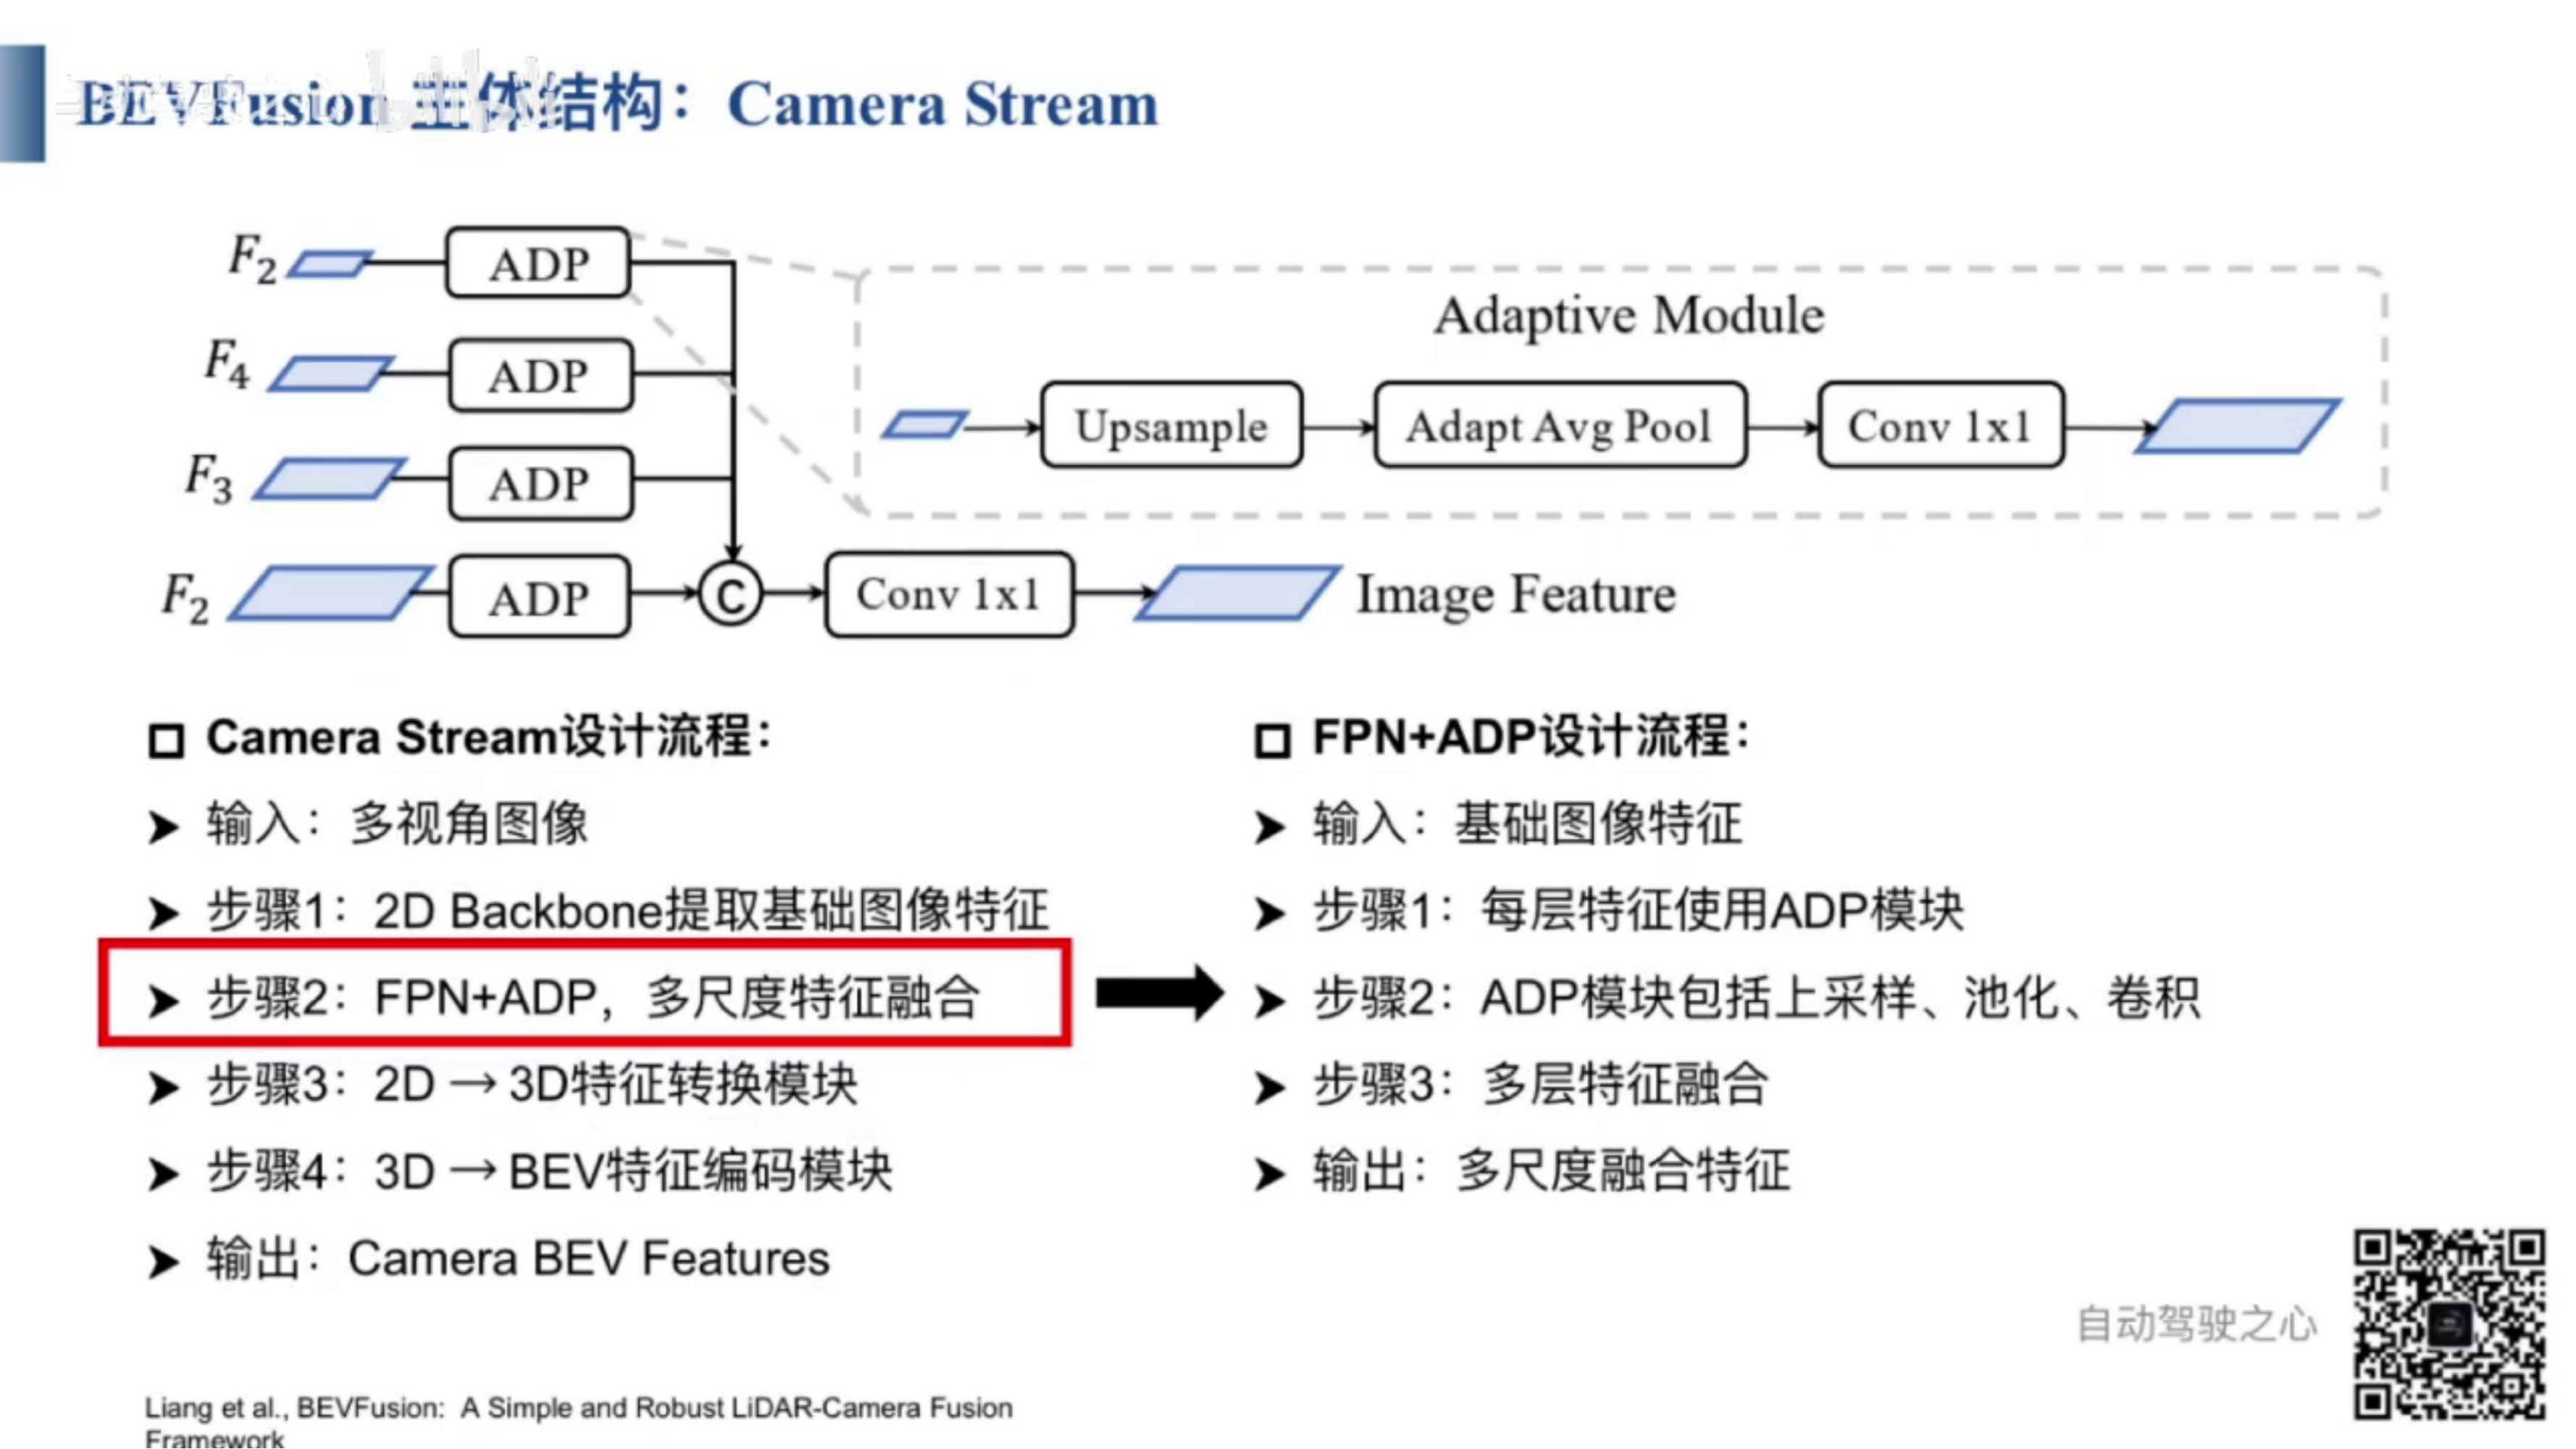 BEVFusion 主体结构：Camera Stream
F2
ADP
F4
ADP
F3
ADP
F2
ADP
C
Conv 1x1
Image Feature
Adaptive Module
Upsample
Adapt Avg Pool
Conv 1x1
Camera Stream设计流程：
输入：多视角图像
步骤1：2D Backbone提取基础图像特征
步骤2：FPN+ADP，多尺度特征融合
步骤3：2D→3D特征转换模块
步骤4：3D→BEV特征编码模块
输出：Camera BEV Features
FPN+ADP设计流程：
输入：基础图像特征
步骤1：每层特征使用ADP模块
步骤2：ADP模块包括上采样、池化、卷积
步骤3：多层特征融合
输出：多尺度融合特征
自动驾驶之心
Liang et al., BEVFusion: A Simple and Robust LiDAR-Camera Fusion
Framework